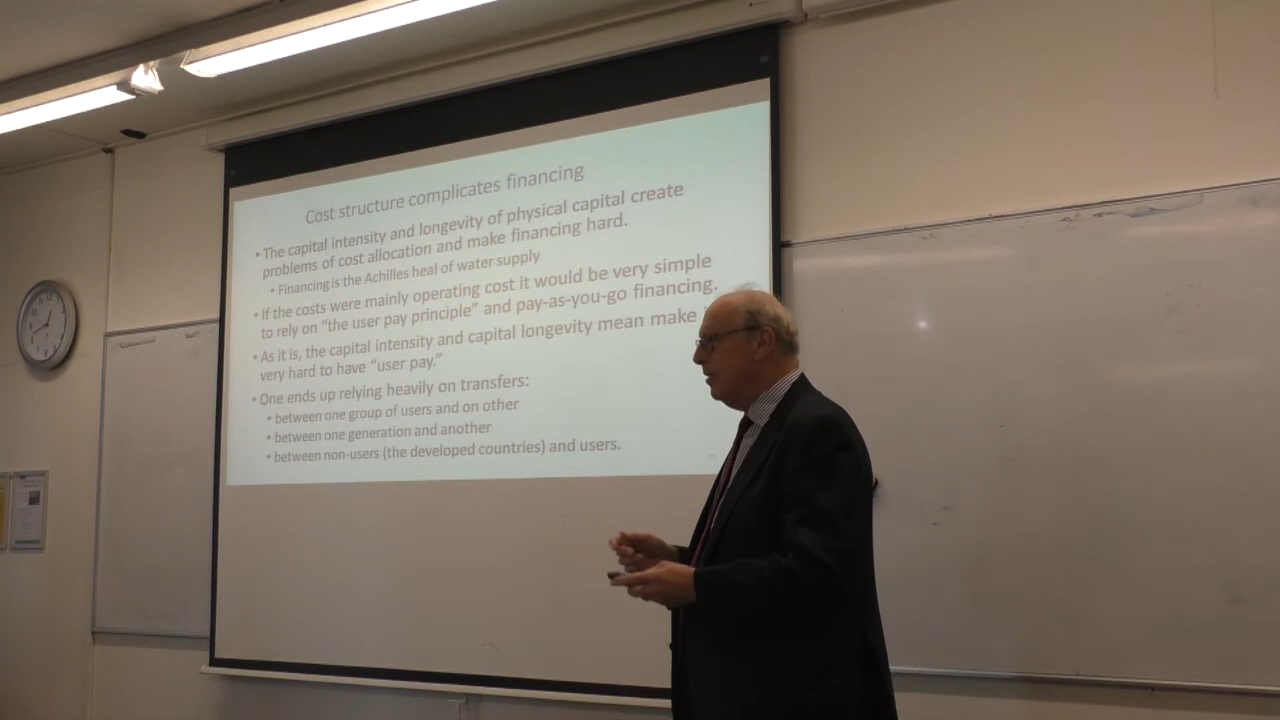 Cost structure complicates financing
• The capital intensity and longevity of physical capital create
problems of cost allocation and make financing hard.
• Financing is the Achilles heal of water supply
• If the costs were mainly operating cost it would be very simple
to rely on “the user pay principle” and pay-as-you-go financing.
• As it is, the capital intensity and capital longevity mean make
very hard to have “user pay.”
• One ends up relying heavily on transfers:
• between one group of users and on other
• between one generation and another
• between non-users (the developed countries) and users.